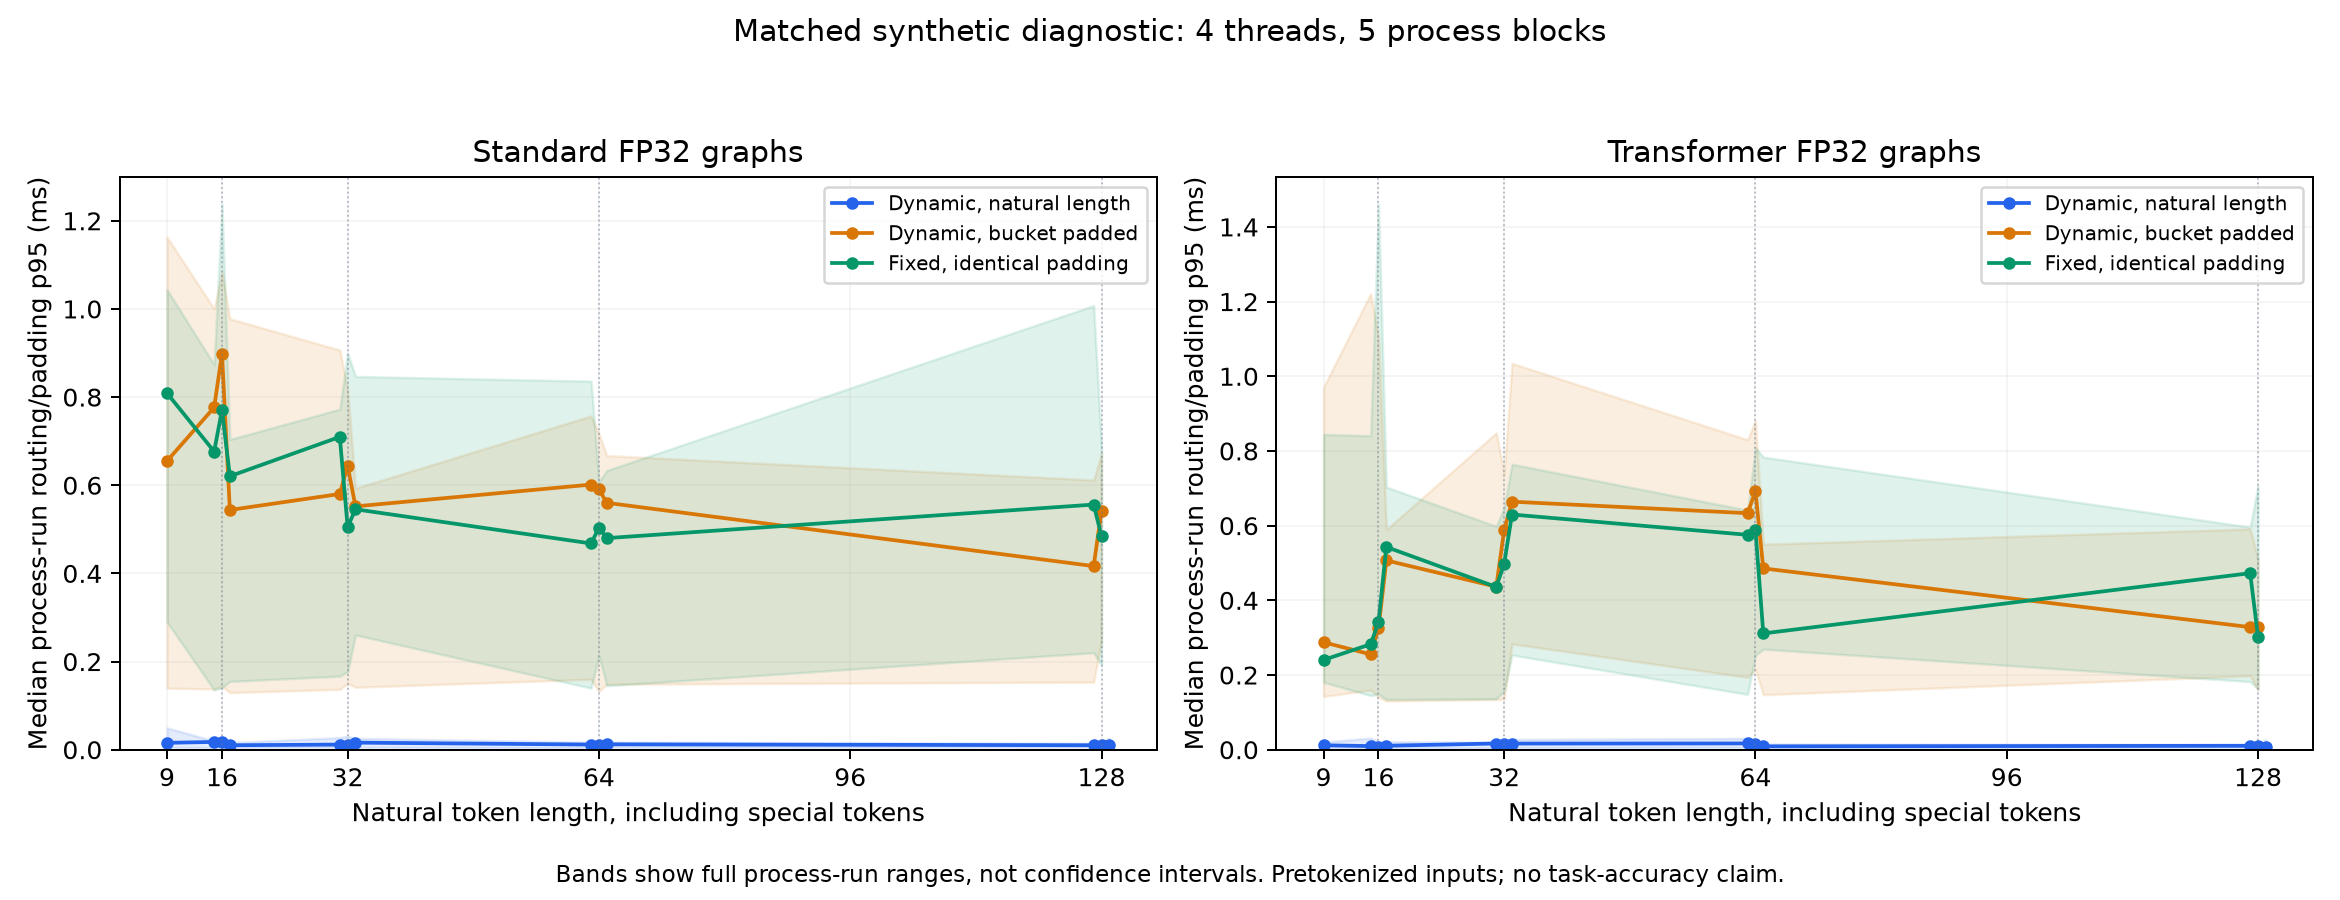 Matched synthetic diagnostic: 4 threads, 5 process blocks
Standard FP32 graphs
Median process-run routing/padding p95 (ms)
1.2
1.0
0.8
0.6
0.4
0.2
0.0
Dynamic, natural length
Dynamic, bucket padded
Fixed, identical padding
9 16 32 64 96 128
Natural token length, including special tokens
Transformer FP32 graphs
Median process-run routing/padding p95 (ms)
1.4
1.2
1.0
0.8
0.6
0.4
0.2
0.0
Dynamic, natural length
Dynamic, bucket padded
Fixed, identical padding
9 16 32 64 96 128
Natural token length, including special tokens
Bands show full process-run ranges, not confidence intervals. Pretokenized inputs; no task-accuracy claim.